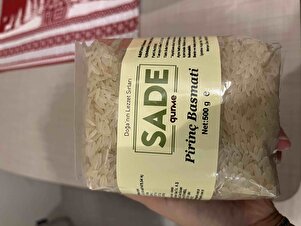 Doğa'nın Lezzet Sırları
SADE
gurme
Pirinç Basmati
Net:500 g e